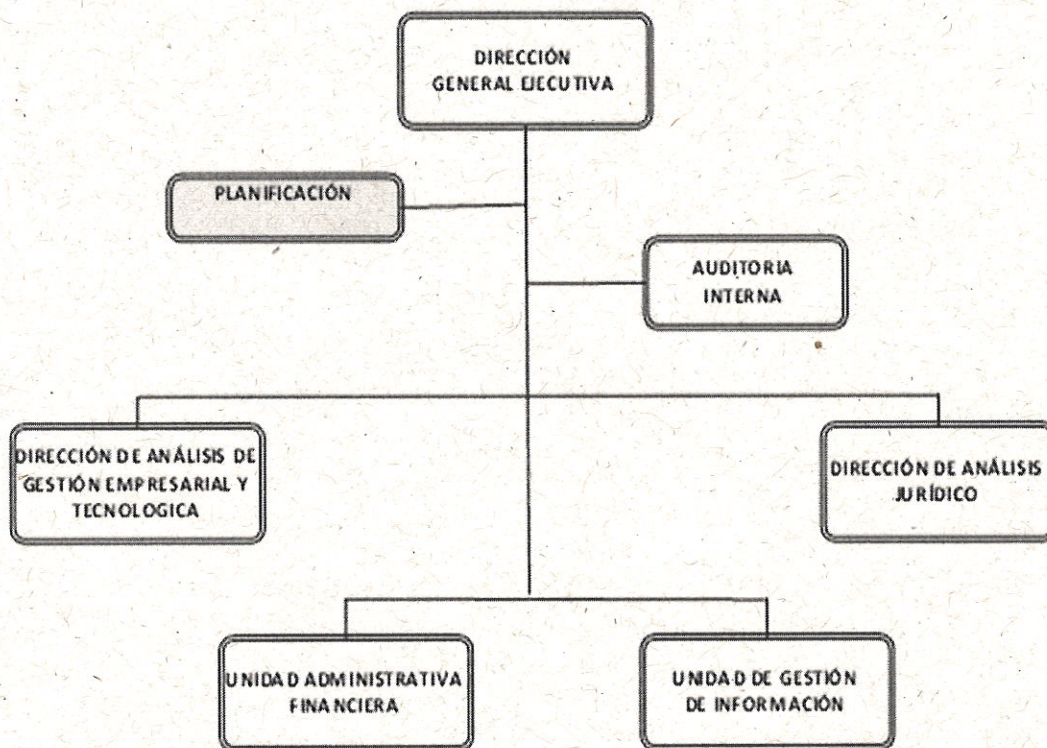 DIRECCIÓN
GENERAL EJECUTIVA
PLANIFICACIÓN
AUDITORIA
INTERNA
DIRECCIÓN DE ANÁLISIS DE
GESTIÓN EMPRESARIAL Y
TECNOLOGICA
DIRECCIÓN DE ANÁLISIS
JURÍDICO
UNIDAD ADMINISTRATIVA
FINANCIERA
UNIDAD DE GESTIÓN
DE INFORMACIÓN